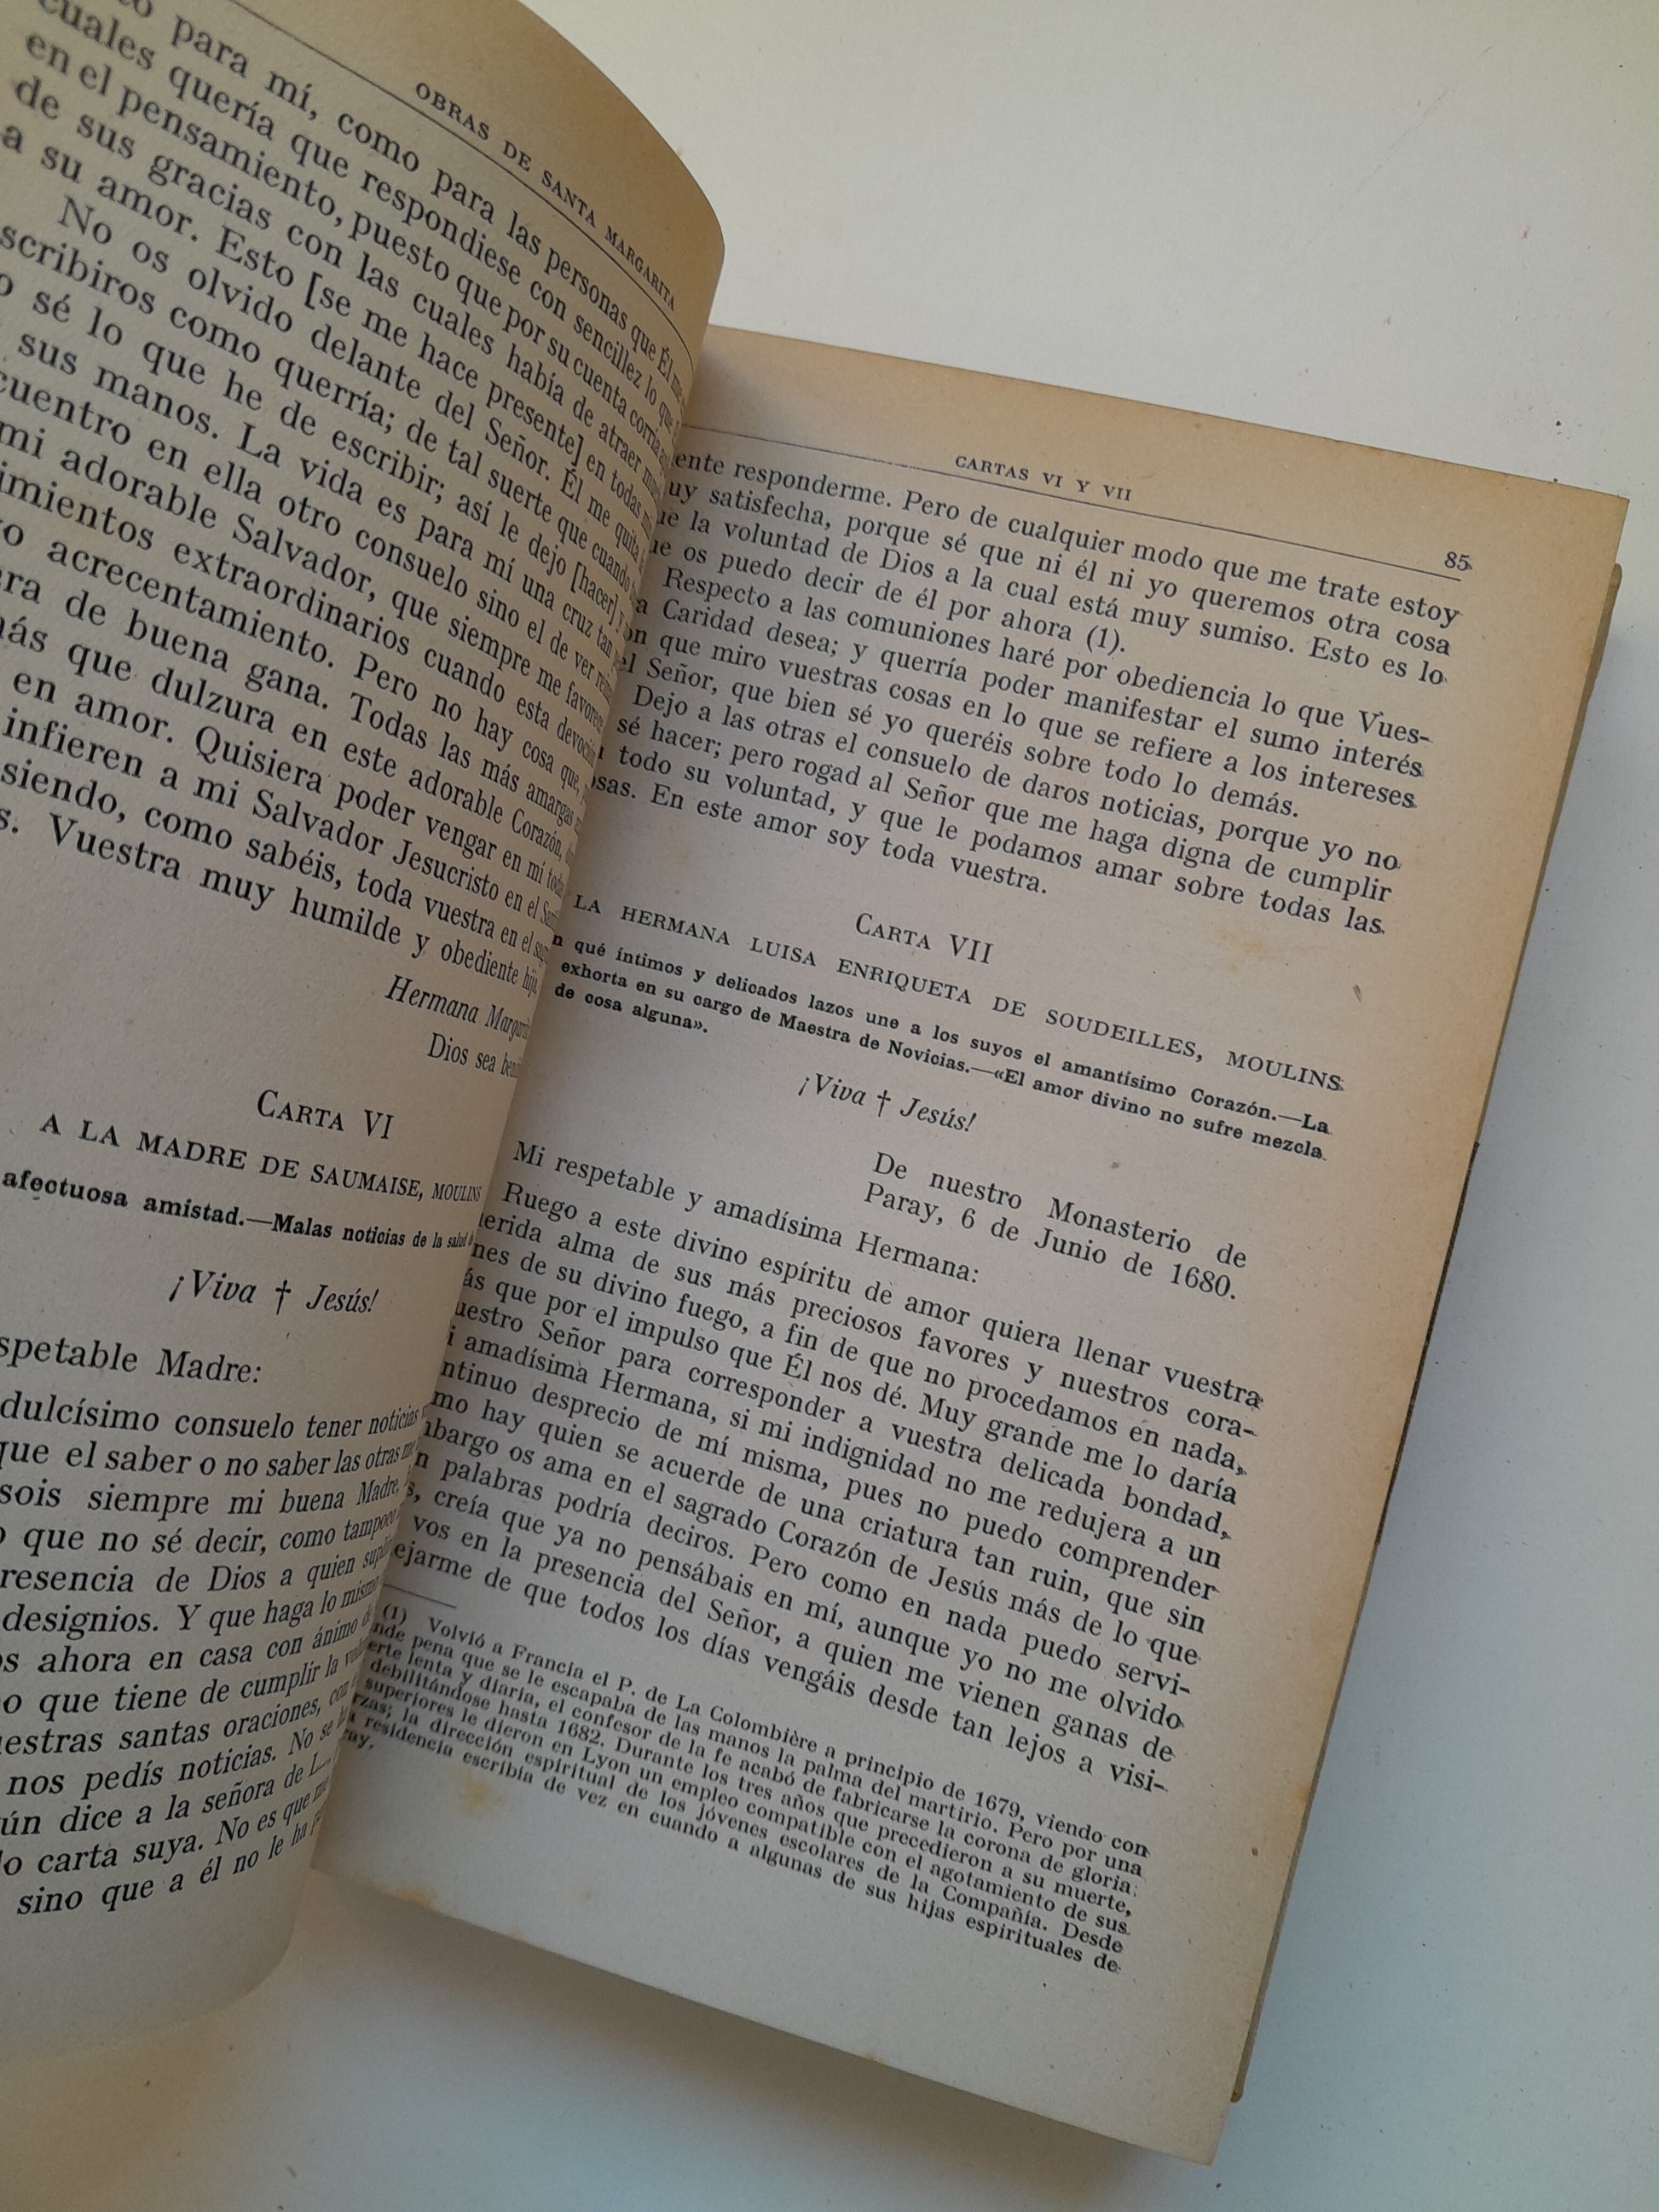 OBRAS DE SANTA MARGARITA
para mí, como para las personas que Él
cuales quería que respondiese con sencillez lo que
en el pensamiento, puesto que por su cuenta corría
de sus gracias con las cuales había de atraer
a su amor. Esto [se me hace presente] en todas
No os olvido delante del Señor. Él me quita
como querría; de tal suerte que cuando
sé lo que he de escribir; así le dejo [hacer]
sus manos. La vida es para mí una cruz tan
en ella otro consuelo sino el de ver
mi adorable Salvador, que siempre me
extraordinarios cuando esta
acrecentamiento. Pero no hay cosa que,
de buena gana. Todas las más amargas
que dulzura en este adorable Corazón,
en amor. Quisiera poder vengar en mí
infieren a mi Salvador Jesucristo en el
siendo, como sabéis, toda vuestra en el
Vuestra muy humilde y obediente
Hermana
Dios sea
CARTA VI
A LA MADRE DE SAUMAISE, MOULINS
afectuosa amistad.—Malas noticias de la salud
¡Viva † Jesús!
Madre:
dulcísimo consuelo tener noticias
que el saber o no saber las otras
sois siempre mi buena Madre,
que no sé decir, como tampoco
de Dios a quien
designios. Y que haga lo mismo
ahora en casa con ánimo
que tiene de cumplir la
santas oraciones,
nos pedís noticias. No se
dice a la señora de L...
carta suya. No es que
sino que a él no le ha
CARTAS VI Y VII
85
responderme. Pero de cualquier modo que me trate estoy
satisfecha, porque sé que ni él ni yo queremos otra cosa
la voluntad de Dios a la cual está muy sumiso. Esto es lo
os puedo decir de él por ahora (1).
Respecto a las comuniones haré por obediencia lo que Vues-
Caridad desea; y querría poder manifestar el sumo interés
que miro vuestras cosas en lo que se refiere a los intereses
Señor, que bien sé yo queréis sobre todo lo demás.
Dejo a las otras el consuelo de daros noticias, porque yo no
sé hacer; pero rogad al Señor que me haga digna de cumplir
todo su voluntad, y que le podamos amar sobre todas las
En este amor soy toda vuestra.
CARTA VII
LA HERMANA LUISA ENRIQUETA DE SOUDEILLES, MOULINS
qué íntimos y delicados lazos une a los suyos el amantísimo Corazón.—La
exhorta en su cargo de Maestra de Novicias.—«El amor divino no sufre mezcla
de cosa alguna».
¡Viva † Jesús!
De nuestro Monasterio de
Paray, 6 de Junio de 1680.
Mi respetable y amadísima Hermana:
Ruego a este divino espíritu de amor quiera llenar vuestra
alma de sus más preciosos favores y nuestros cora-
de su divino fuego, a fin de que no procedamos en nada,
que por el impulso que Él nos dé. Muy grande me lo daría
Señor para corresponder a vuestra delicada bondad,
amadísima Hermana, si mi indignidad no me redujera a un
desprecio de mí misma, pues no puedo comprender
hay quien se acuerde de una criatura tan ruin, que sin
os ama en el sagrado Corazón de Jesús más de lo que
palabras podría deciros. Pero como en nada puedo servi-
creía que ya no pensábais en mí, aunque yo no me olvido
vos en la presencia del Señor, a quien me vienen ganas de
de que todos los días vengáis desde tan lejos a visi-
(1) Volvió a Francia el P. de La Colombière a principio de 1679, viendo con
pena que se le escapaba de las manos la palma del martirio. Pero por una
lenta y diaria, el confesor de la fe acabó de fabricarse la corona de gloria;
debilitándose hasta 1682. Durante los tres años que precedieron a su muerte,
superiores le dieron en Lyon un empleo compatible con el agotamiento de sus
la dirección espiritual de los jóvenes escolares de la Compañía. Desde
residencia escribía de vez en cuando a algunas de sus hijas espirituales de